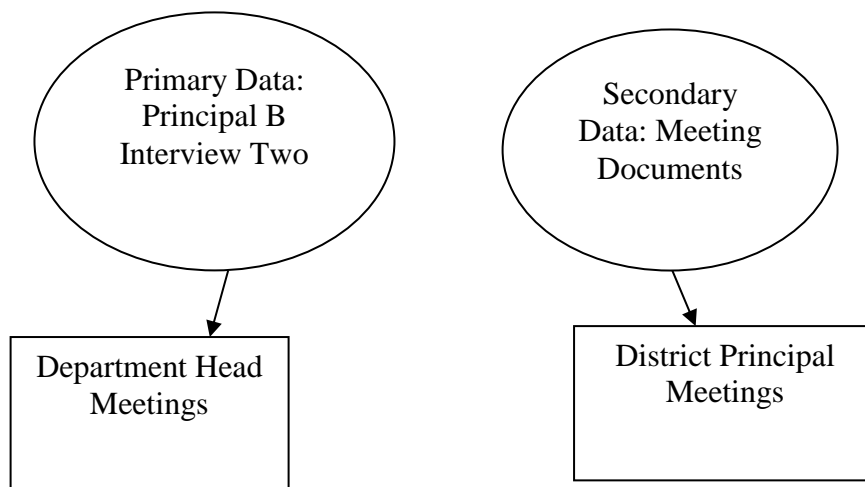 Primary Data:
Principal B
Interview Two
Secondary
Data: Meeting
Documents
Department Head
Meetings
District Principal
Meetings